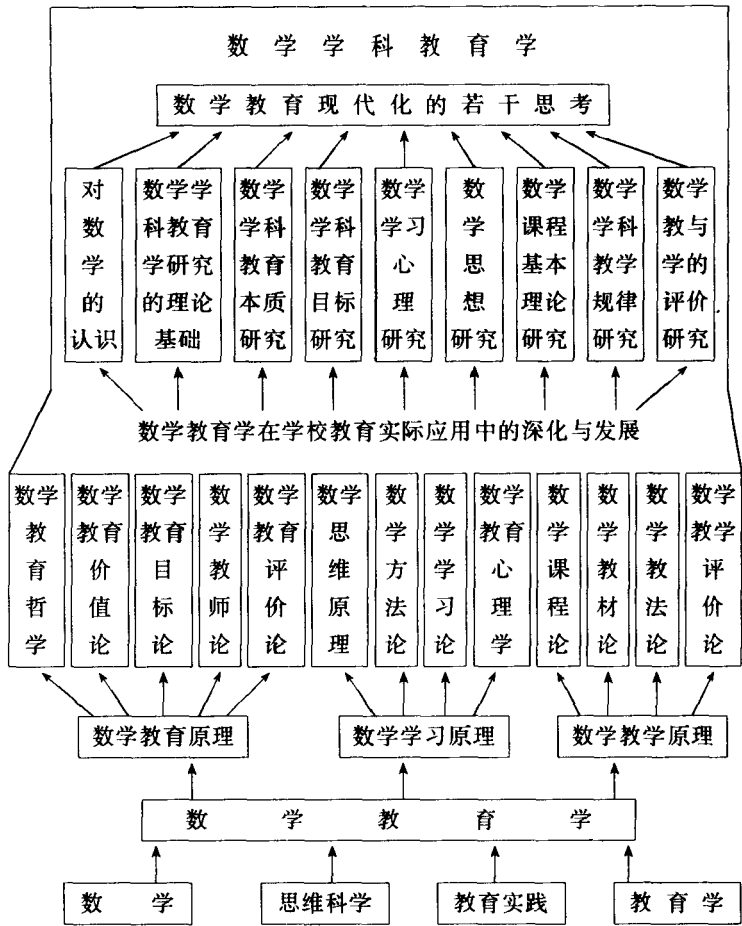 数学学科教育学
数学教育现代化的若干思考
对数学的认识
数学学科教育学研究的理论基础
数学学科教育本质研究
数学学科教育目标研究
数学学习心理研究
数学思想研究
数学课程基本理论研究
数学学科教学规律研究
数学教与学的评价研究
数学教育学在学校教育实际应用中的深化与发展
数学教育哲学
数学教育价值论
数学教育目标论
数学教师论
数学教育评价论
数学思维原理
数学方法论
数学学习论
数学教育心理学
数学课程论
数学教材论
数学教法论
数学教学评价论
数学教育原理
数学学习原理
数学教学原理
数学教育学
数学
思维科学
教育实践
教育学